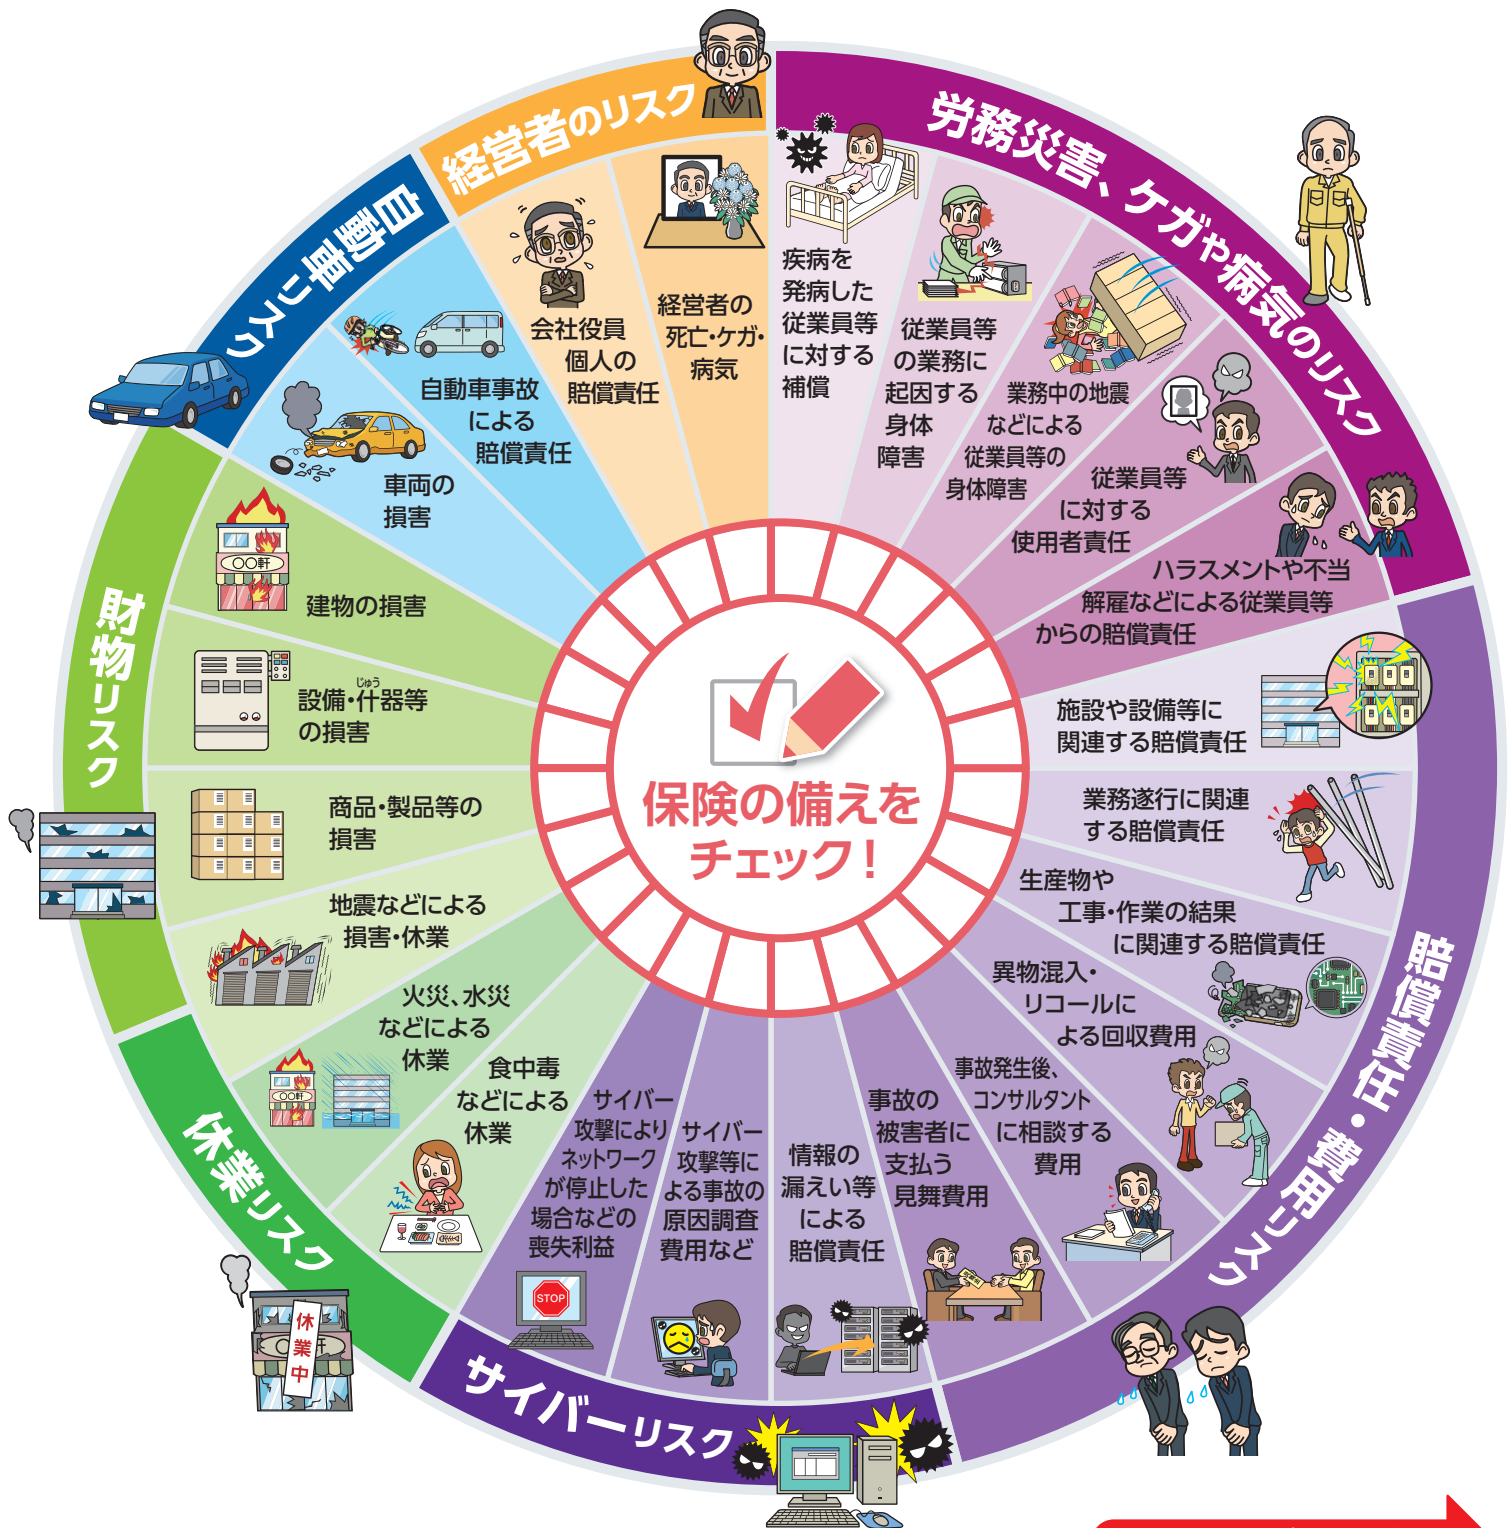 経営者のリスク
会社役員
個人の
賠償責任
経営者の
死亡・ケガ・
病気
労務災害、ケガや病気のリスク
疾病を
発病した
従業員等
に対する
補償
従業員等
の業務に
起因する
身体
障害
業務中の地震
などによる
従業員等の
身体障害
従業員等
に対する
使用者責任
ハラスメントや不当
解雇などによる従業員等
からの賠償責任
賠償責任・費用リスク
施設や設備等に
関連する賠償責任
業務遂行に関連
する賠償責任
生産物や
工事・作業の結果
に関連する賠償責任
異物混入・
リコールに
よる回収費用
事故発生後、
コンサルタント
に相談する
費用
事故の
被害者に
支払う
見舞費用
サイバーリスク
情報の
漏えい等
による
賠償責任
サイバー
攻撃等に
よる事故の
原因調査
費用など
サイバー
攻撃により
ネットワーク
が停止した
場合などの
喪失利益
STOP
休業リスク
食中毒
などによる
休業
火災、水災
などによる
休業
〇〇軒
休業中
軒
財物リスク
地震などによる
損害・休業
商品・製品等の
損害
設備・什器等
じゅう
の損害
建物の損害
〇〇軒
自動車リスク
車両の
損害
自動車事故
による
賠償責任
保険の備えを
チェック!